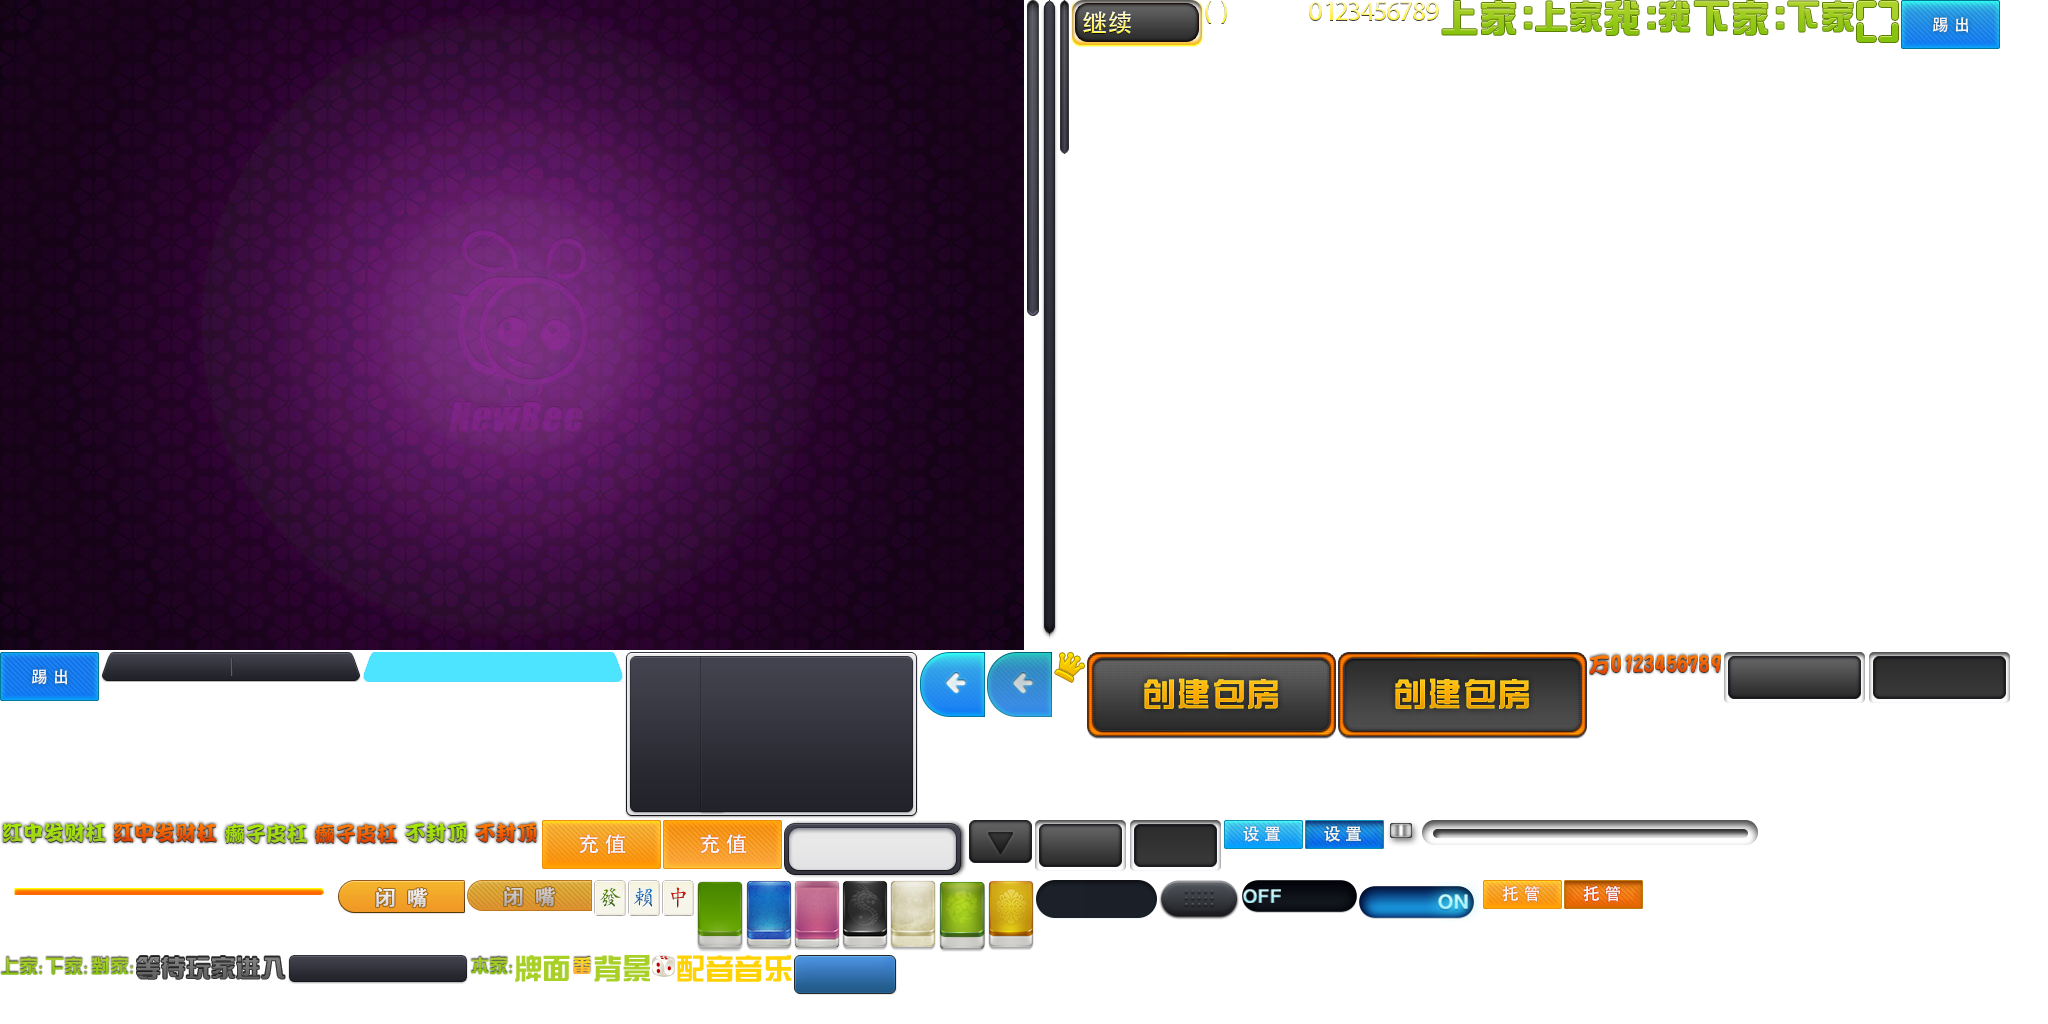 继续 ( ) 0123456789 上家:上家我:我下家:下家 踢出
NewBee
踢出 创建包房 创建包房 万0123456789
红中发财杠 红中发财杠 癞子皮杠 癞子皮杠 不封顶 不封顶 充值 充值 设置 设置
闭嘴 闭嘴 發 賴 中 OFF ON 托管 托管
上家: 下家: 剩家: 等待玩家进入 本家: 牌面 番 背景 配音音乐